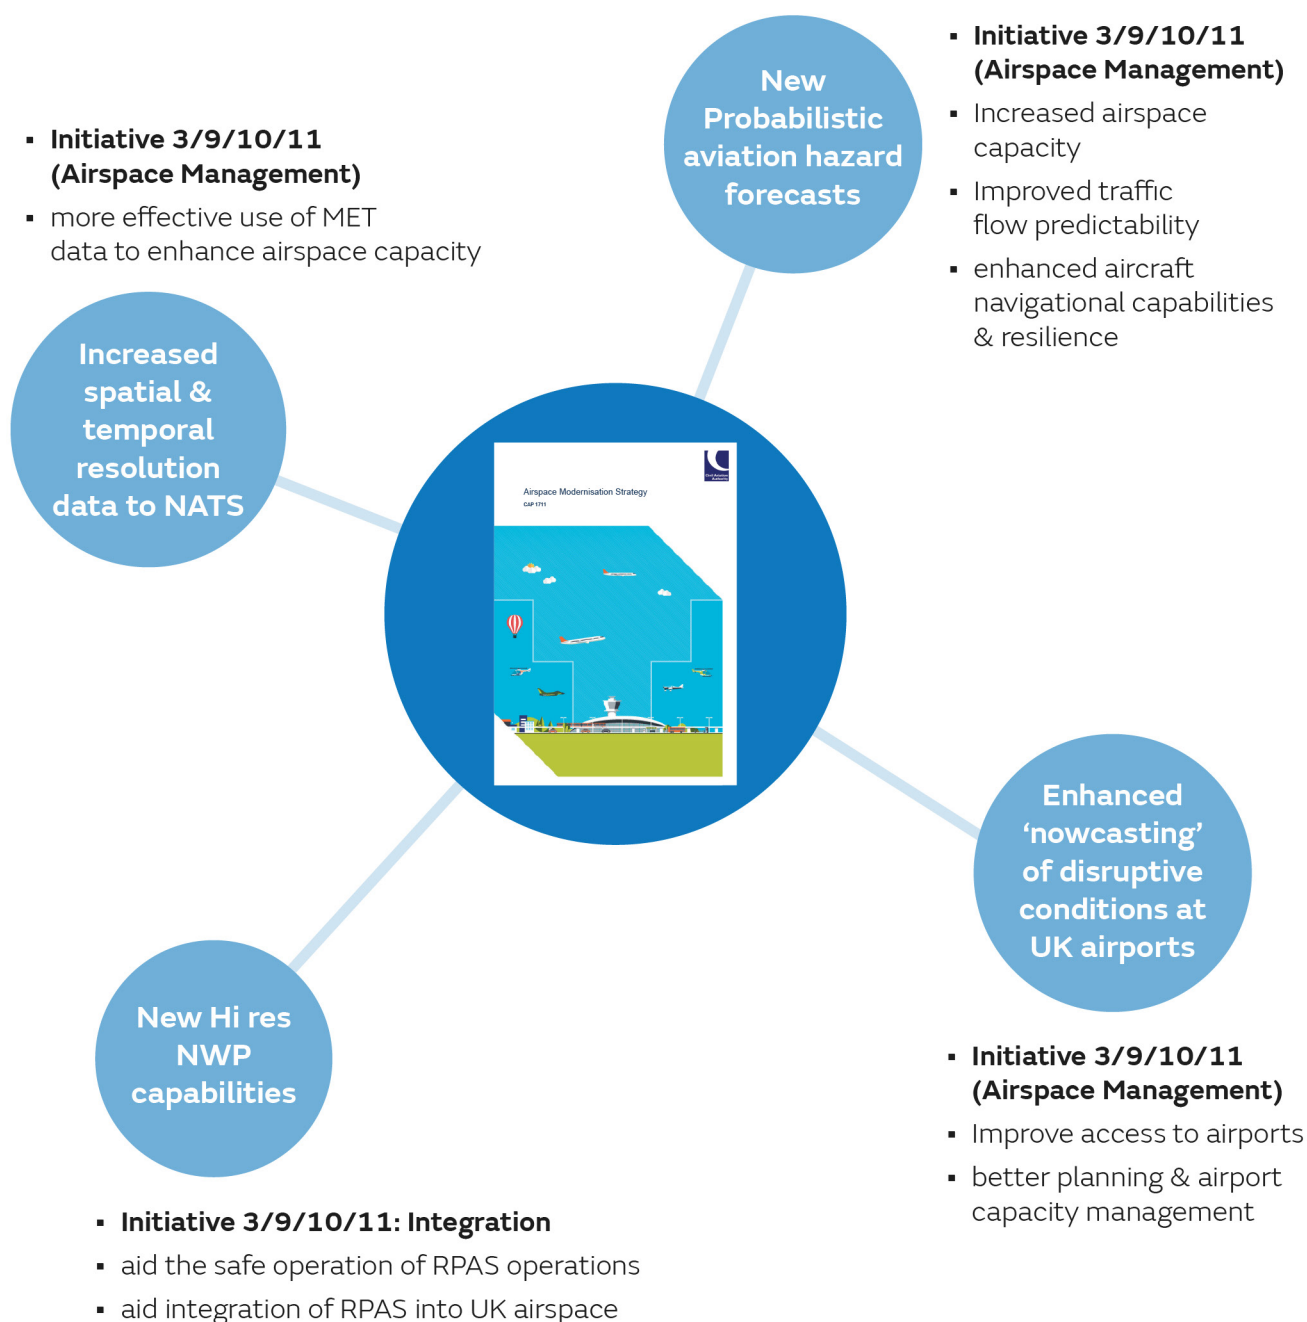 ▪ Initiative 3/9/10/11
(Airspace Management)
▪ more effective use of MET
data to enhance airspace capacity
Increased
spatial &
temporal
resolution
data to NATS
New
Probabilistic
aviation hazard
forecasts
▪ Initiative 3/9/10/11
(Airspace Management)
▪ Increased airspace
capacity
▪ Improved traffic
flow predictability
▪ enhanced aircraft
navigational capabilities
& resilience
Civil Aviation
Authority
Airspace Modernisation Strategy
CAP 1711
Enhanced
‘nowcasting’
of disruptive
conditions at
UK airports
▪ Initiative 3/9/10/11
(Airspace Management)
▪ Improve access to airports
▪ better planning & airport
capacity management
New Hi res
NWP
capabilities
▪ Initiative 3/9/10/11: Integration
▪ aid the safe operation of RPAS operations
▪ aid integration of RPAS into UK airspace